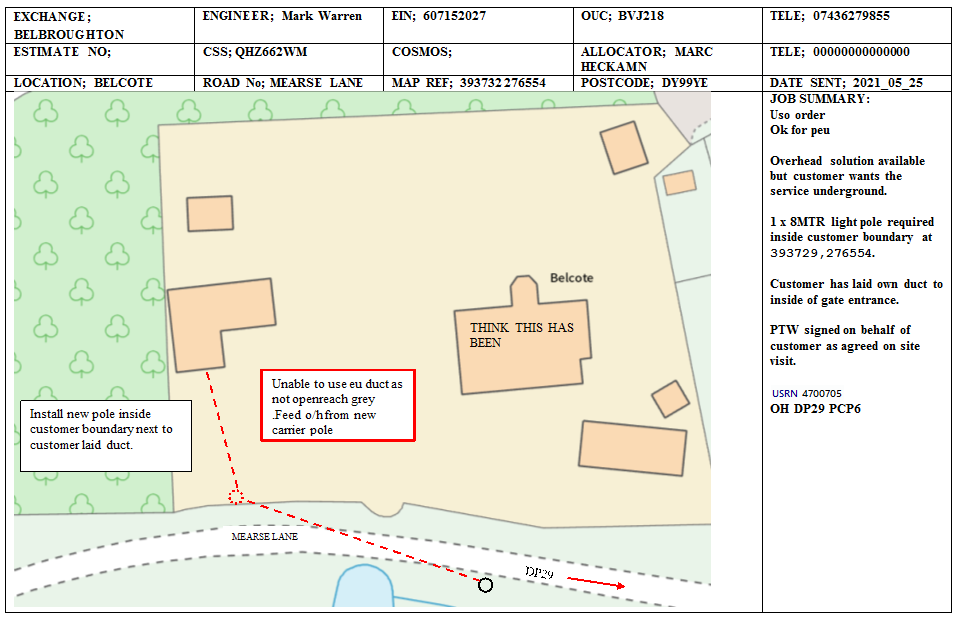 EXCHANGE; BELBROUGHTON
ENGINEER; Mark Warren
EIN; 607152027
OUC; BVJ218
TELE; 07436279855
ESTIMATE NO;
CSS; QHZ662WM
COSMOS;
ALLOCATOR; MARC HECKAMN
TELE; 00000000000000
LOCATION; BELCOTE
ROAD No; MEARSE LANE
MAP REF; 393732 276554
POSTCODE; DY99YE
DATE SENT; 2021_05_25
JOB SUMMARY:
Uso order
Ok for peu
Overhead solution available
but customer wants the
service underground.
1 x 8MTR light pole required
inside customer boundary at
393729,276554.
Customer has laid own duct to
inside of gate entrance.
PTW signed on behalf of
customer as agreed on site
visit.
USRN 4700705
OH DP29 PCP6
Belcote
THINK THIS HAS
BEEN
Unable to use eu duct as
not openreach grey
.Feed o/h from new
carrier pole
Install new pole inside
customer boundary next to
customer laid duct.
MEARSE LANE
DP29